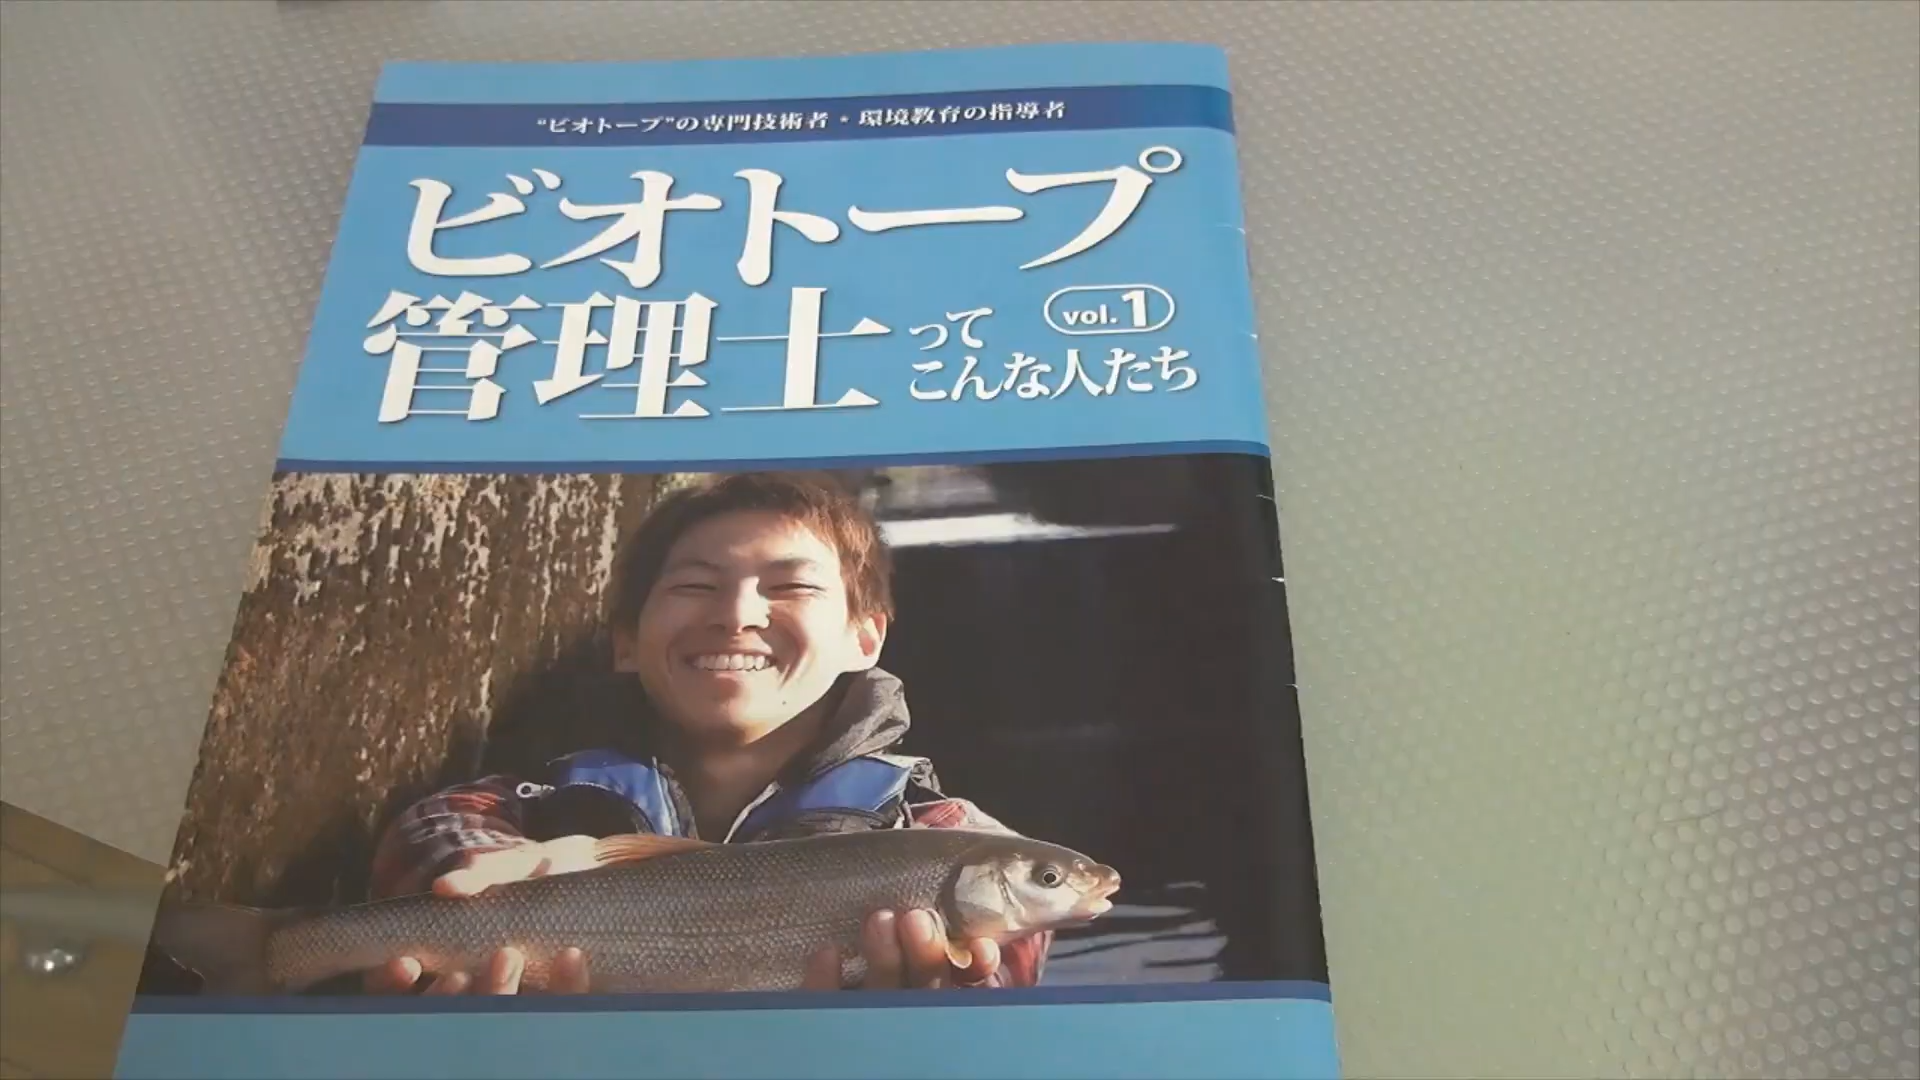 “ビオトープ”の専門技術者・環境教育の指導者
ビオトープ
管理士って
こんな人たち
vol.1